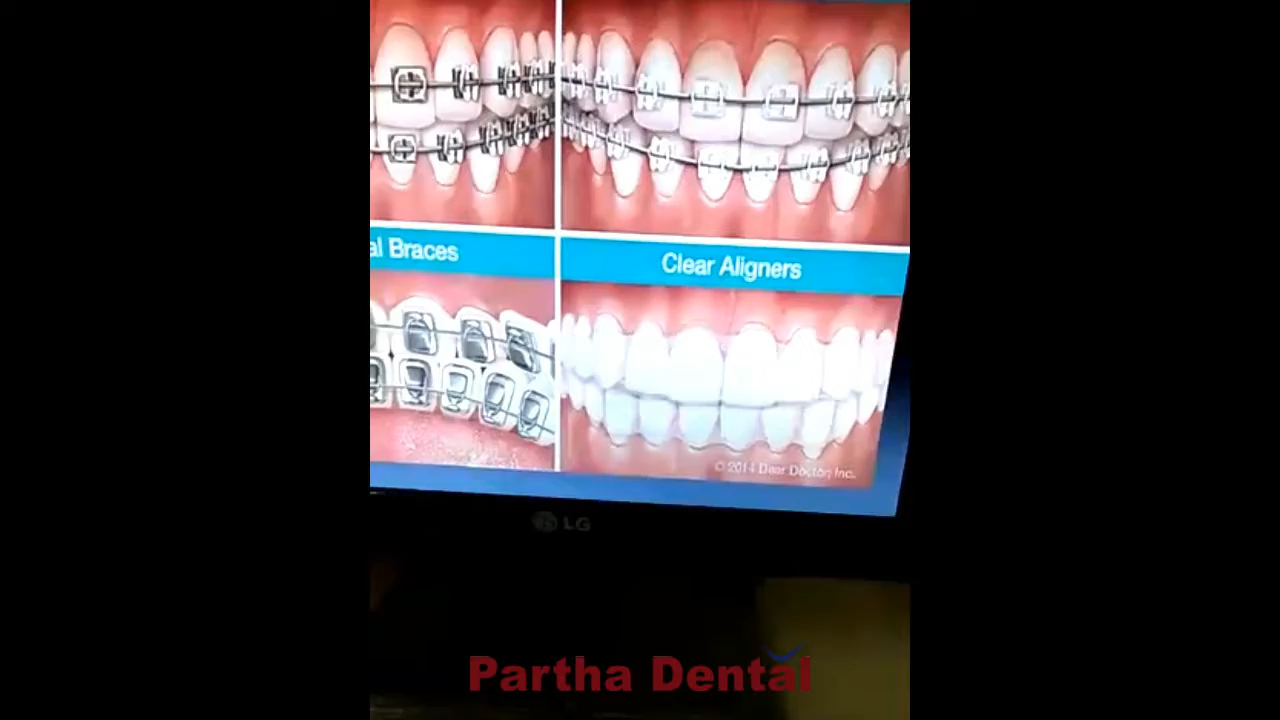 al Braces
Clear Aligners
© 2014 Dear Doctor, Inc.
LG
Partha Dental